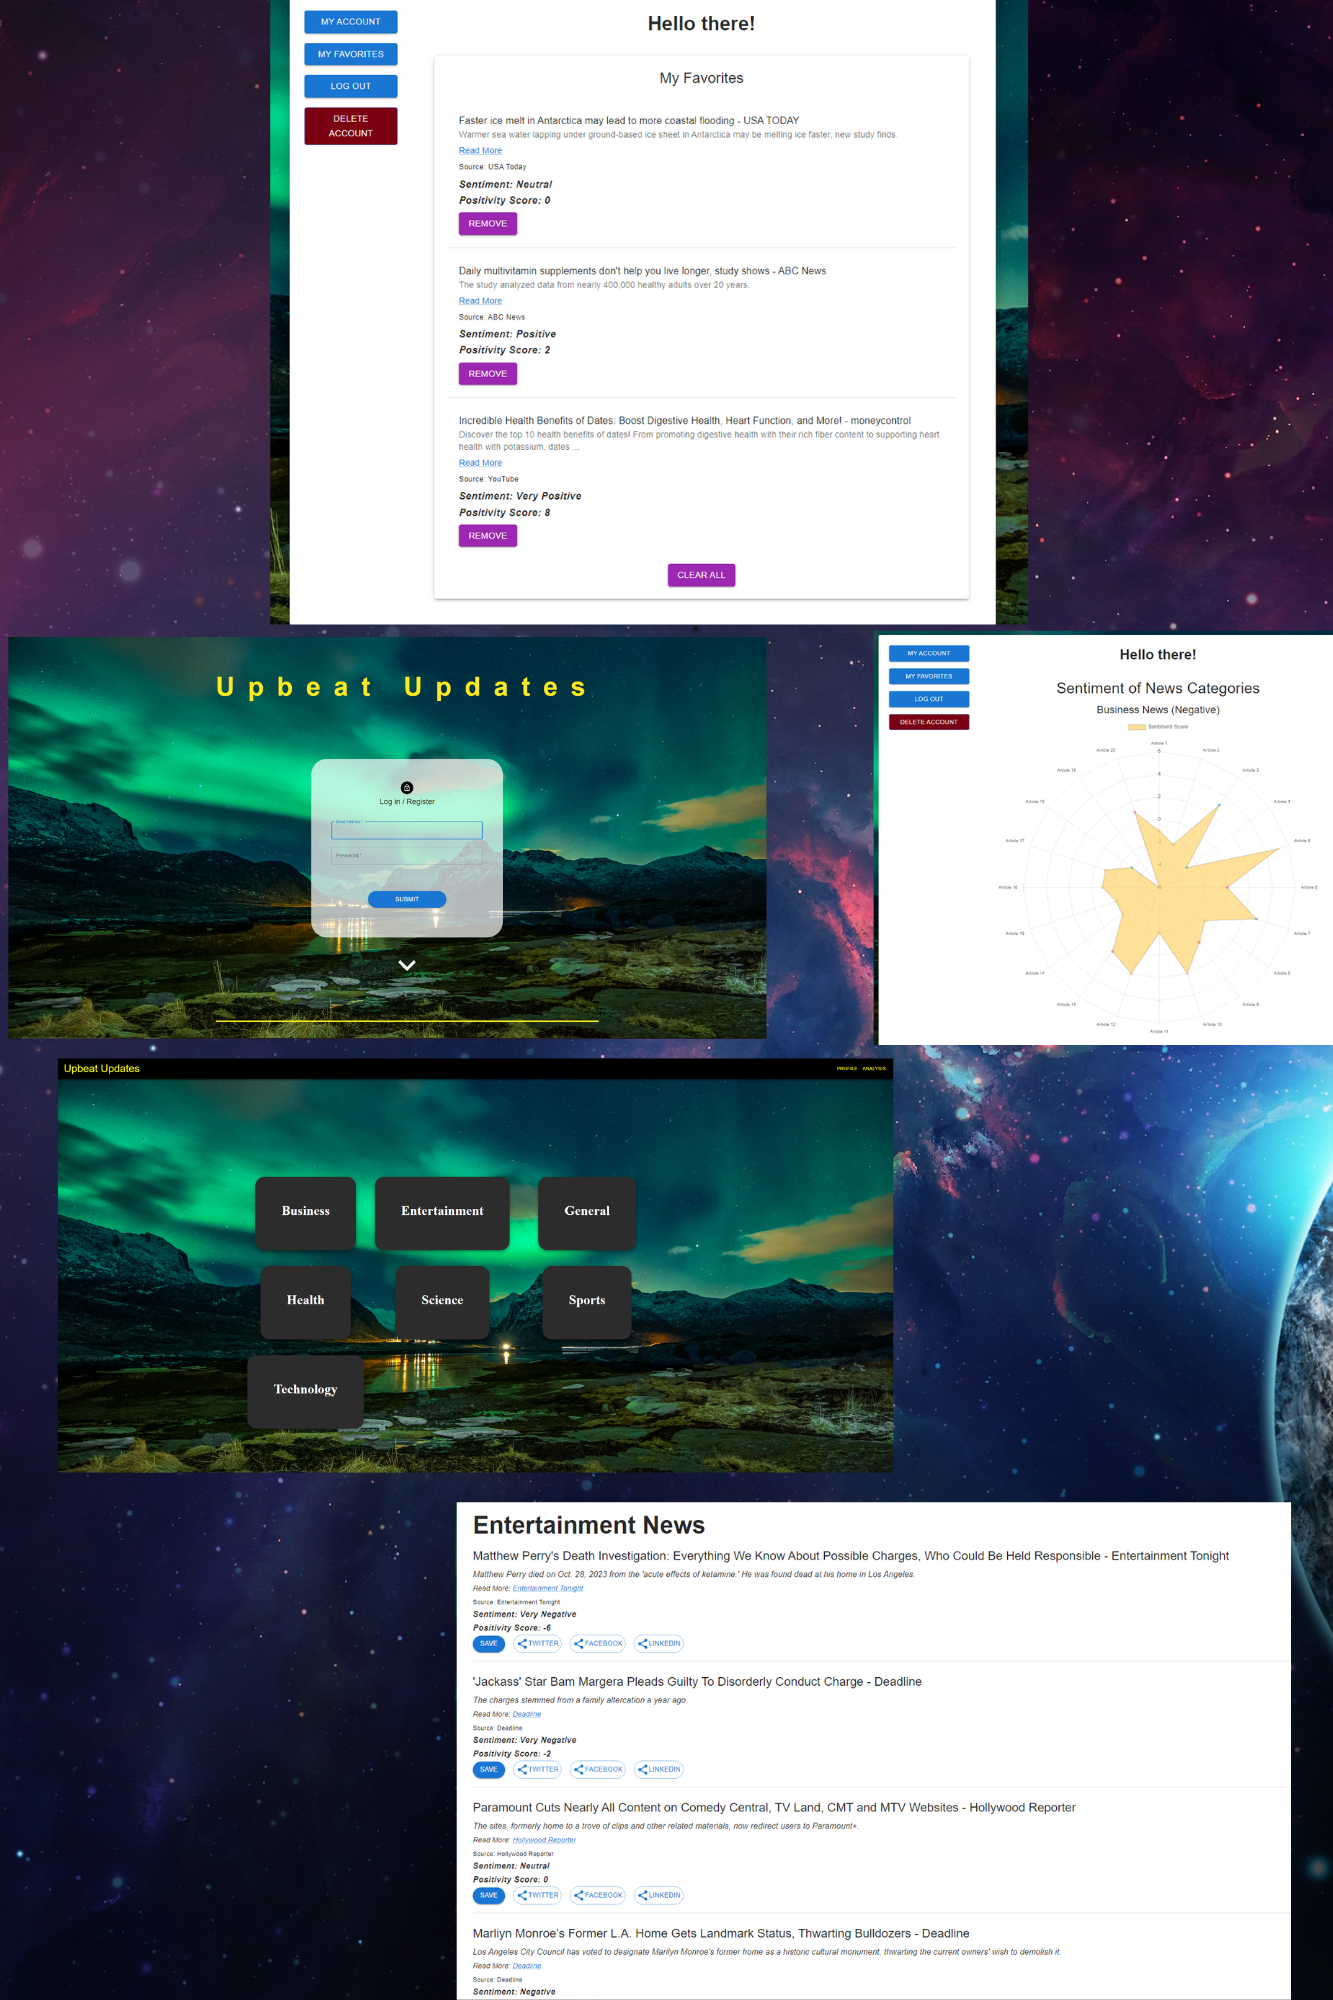 MY ACCOUNT
MY FAVORITES
LOG OUT
DELETE
ACCOUNT
Hello there!
My Favorites
Faster ice melt in Antarctica may lead to more coastal flooding - USA TODAY
Warmer sea water lapping under ground-based ice sheet in Antarctica may be melting ice faster, new study finds.
Read More
Source: USA Today
Sentiment: Neutral
Positivity Score: 0
REMOVE
Daily multivitamin supplements don't help you live longer, study shows - ABC News
The study analyzed data from nearly 400,000 healthy adults over 20 years.
Read More
Source: ABC News
Sentiment: Positive
Positivity Score: 2
REMOVE
Incredible Health Benefits of Dates: Boost Digestive Health, Heart Function, and More! - moneycontrol
Discover the top 10 health benefits of dates! From promoting digestive health with their rich fiber content to supporting heart
health with potassium, dates ...
Read More
Source: YouTube
Sentiment: Very Positive
Positivity Score: 8
REMOVE
CLEAR ALL
Upbeat Updates
Log in / Register
Email Address *
Password *
SUBMIT
MY ACCOUNT
MY FAVORITES
LOG OUT
DELETE ACCOUNT
Hello there!
Sentiment of News Categories
Business News (Negative)
Sentiment Score
Article 1
Article 2
Article 3
Article 4
Article 7
Article 10
Article 11
Article 12
Article 14
Article 16
Article 17
Article 20
6
4
2
0
Upbeat Updates
PROFILE
ANALYSIS
Business
Entertainment
General
Health
Science
Sports
Technology
Entertainment News
Matthew Perry's Death Investigation: Everything We Know About Possible Charges, Who Could Be Held Responsible - Entertainment Tonight
Matthew Perry died on Oct. 28, 2023 from the 'acute effects of ketamine.' He was found dead at his home in Los Angeles.
Read More: Entertainment Tonight
Source: Entertainment Tonight
Sentiment: Very Negative
Positivity Score: -6
SAVE TWITTER FACEBOOK LINKEDIN
'Jackass' Star Bam Margera Pleads Guilty To Disorderly Conduct Charge - Deadline
The charges stemmed from a family altercation a year ago.
Read More: Deadline
Source: Deadline
Sentiment: Very Negative
Positivity Score: -2
SAVE TWITTER FACEBOOK LINKEDIN
Paramount Cuts Nearly All Content on Comedy Central, TV Land, CMT and MTV Websites - Hollywood Reporter
The sites, formerly home to a trove of clips and other related materials, now redirect users to Paramount+.
Read More: Hollywood Reporter
Source: Hollywood Reporter
Sentiment: Neutral
Positivity Score: 0
SAVE TWITTER FACEBOOK LINKEDIN
Marilyn Monroe's Former L.A. Home Gets Landmark Status, Thwarting Bulldozers - Deadline
Los Angeles City Council has voted to designate Marilyn Monroe's former home as a historic cultural monument, thwarting the current owners' wish to demolish it.
Read More: Deadline
Source: Deadline
Sentiment: Negative